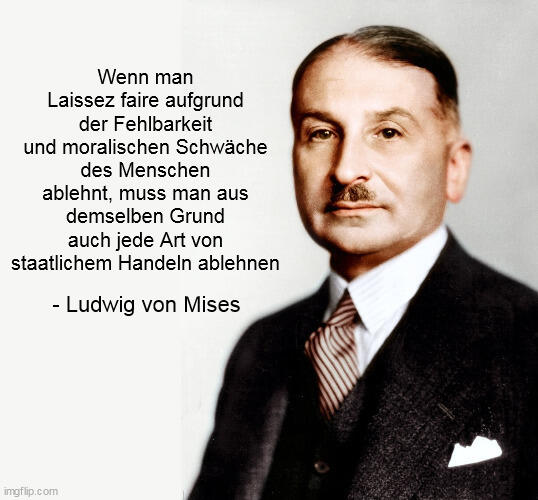 Wenn man
Laissez faire aufgrund
der Fehlbarkeit
und moralischen Schwäche
des Menschen
ablehnt, muss man aus
demselben Grund
auch jede Art von
staatlichem Handeln ablehnen
- Ludwig von Mises
imgflip.com